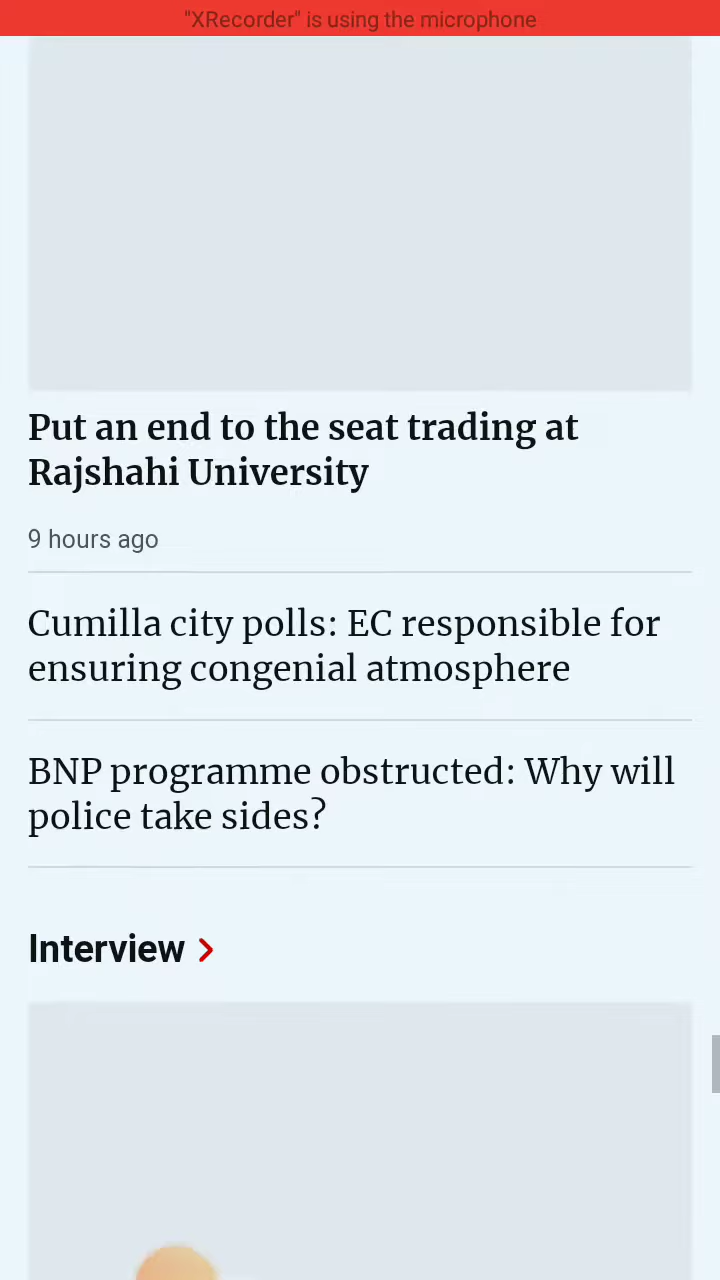 "XRecorder" is using the microphone
Put an end to the seat trading at
Rajshahi University
9 hours ago
Cumilla city polls: EC responsible for
ensuring congenial atmosphere
BNP programme obstructed: Why will
police take sides?
Interview